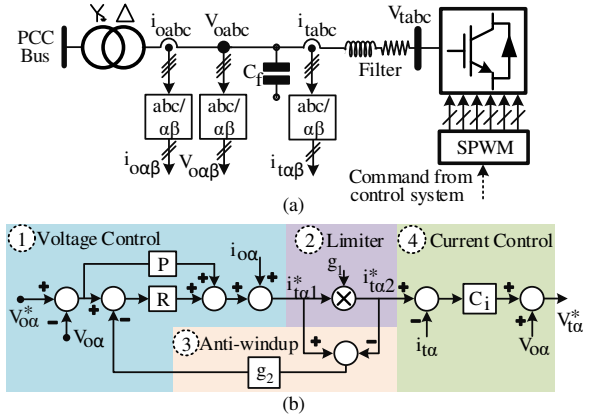 PCC
Bus
Y Δ
i_oabc
V_oabc
i_tabc
V_tabc
C_f
Filter
abc/
αβ
abc/
αβ
abc/
αβ
i_oαβ
V_oαβ
i_tαβ
SPWM
Command from
control system
(a)
1 Voltage Control
2 Limiter
4 Current Control
P
i_oα
g_1
+ + + + + + + + + +
R
i*_tα1
i*_tα2
C_i
V*_oα
V_oα
i_tα
V_oα
V*_tα
3 Anti-windup
+ -
g_2
(b)